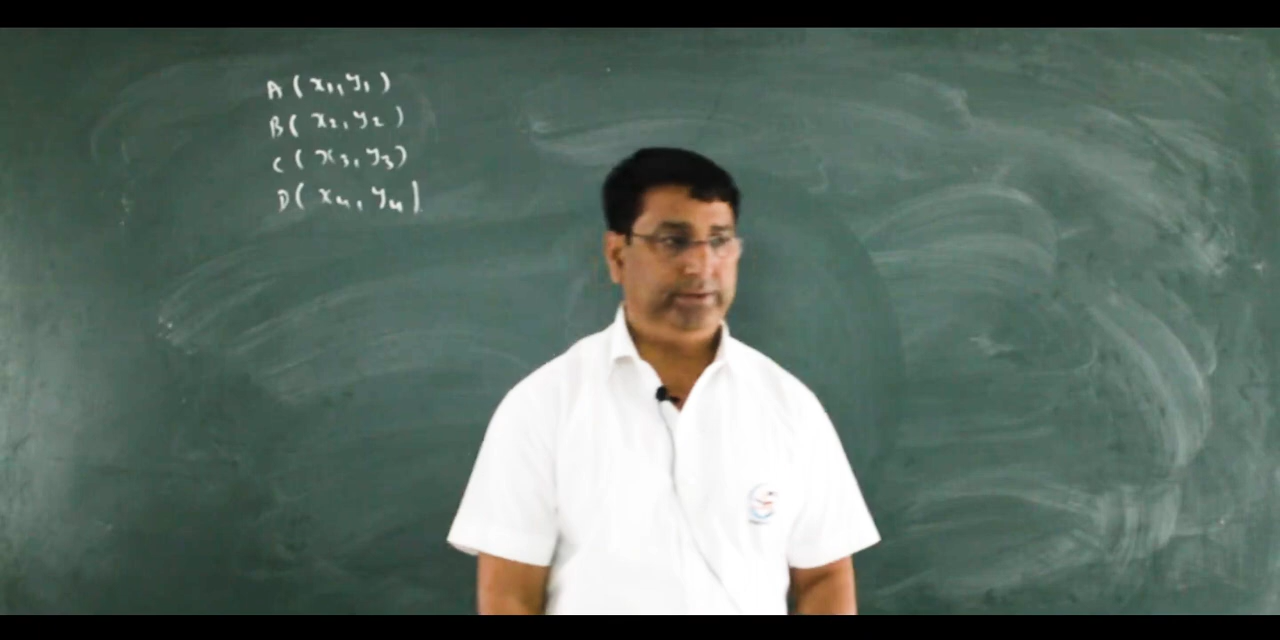 A ( x₁, y₁ )
B ( x₂, y₂ )
C ( x₃, y₃ )
D ( x₄, y₄ )